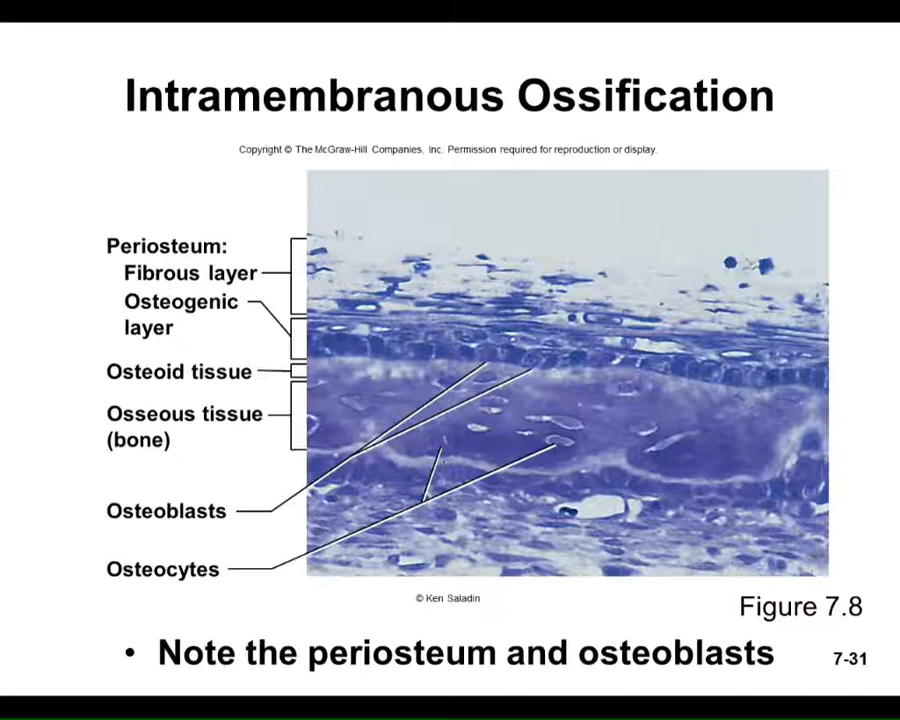 Intramembranous Ossification
Copyright © The McGraw-Hill Companies, Inc. Permission required for reproduction or display.
Periosteum:
Fibrous layer
Osteogenic
layer
Osteoid tissue
Osseous tissue
(bone)
Osteoblasts
Osteocytes
© Ken Saladin
Figure 7.8
• Note the periosteum and osteoblasts
7-31